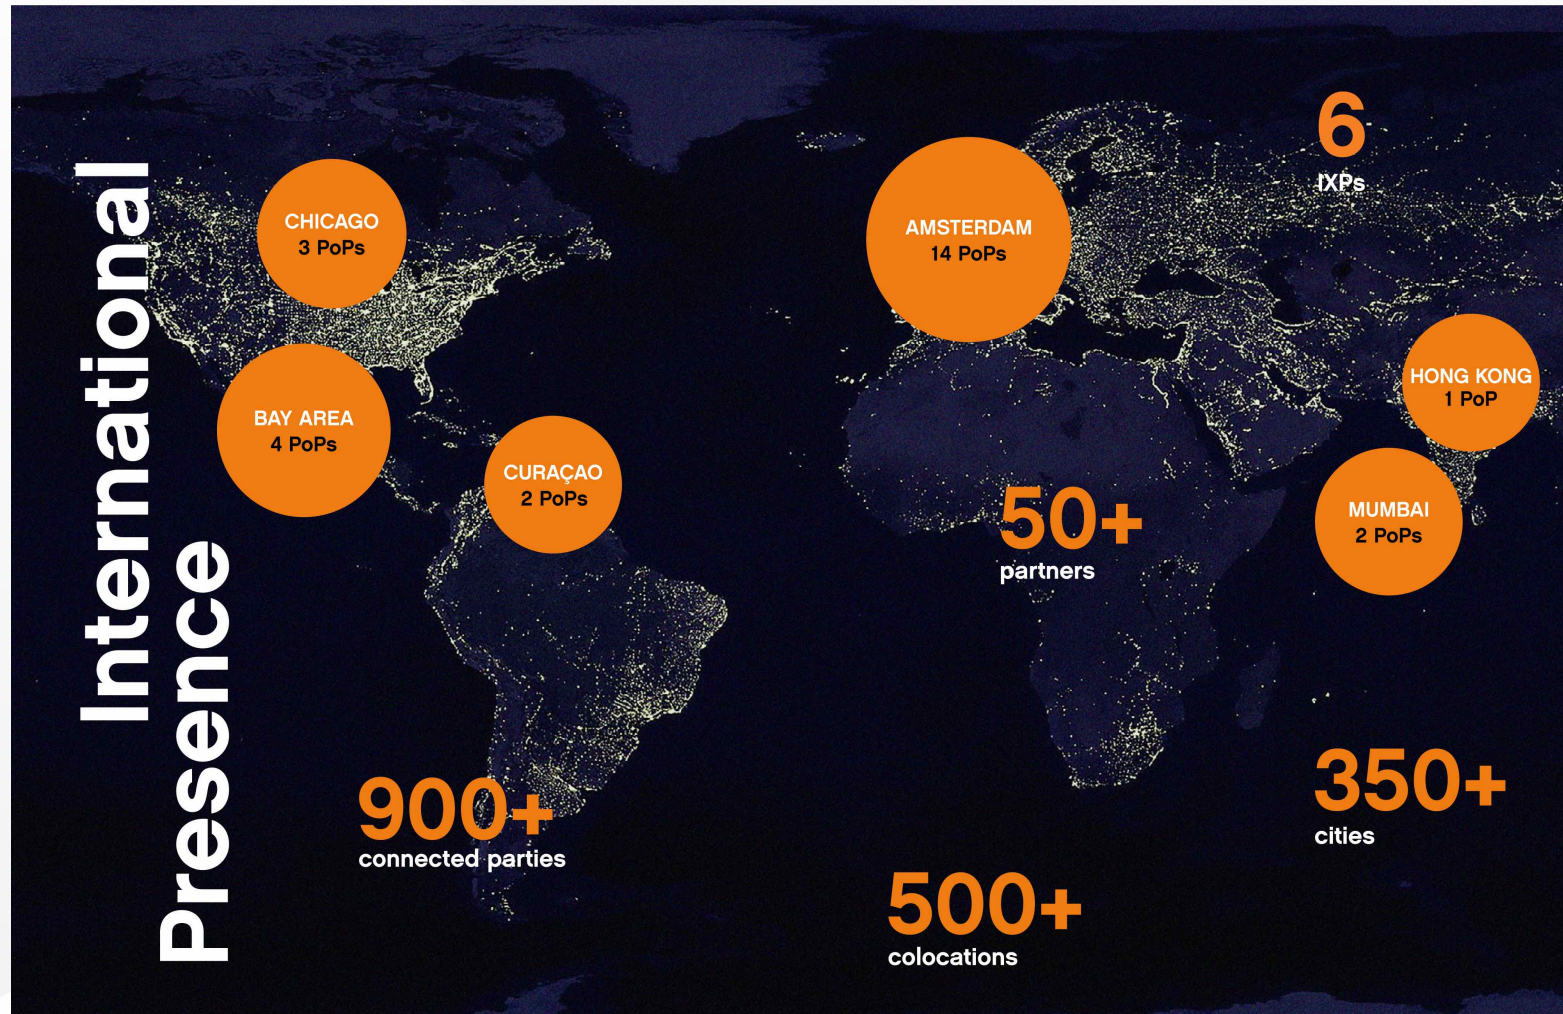 International
Presence
CHICAGO
3 PoPs
BAY AREA
4 PoPs
CURAÇAO
2 PoPs
AMSTERDAM
14 PoPs
6
IXPs
HONG KONG
1 PoP
MUMBAI
2 PoPs
50+
partners
900+
connected parties
350+
cities
500+
colocations